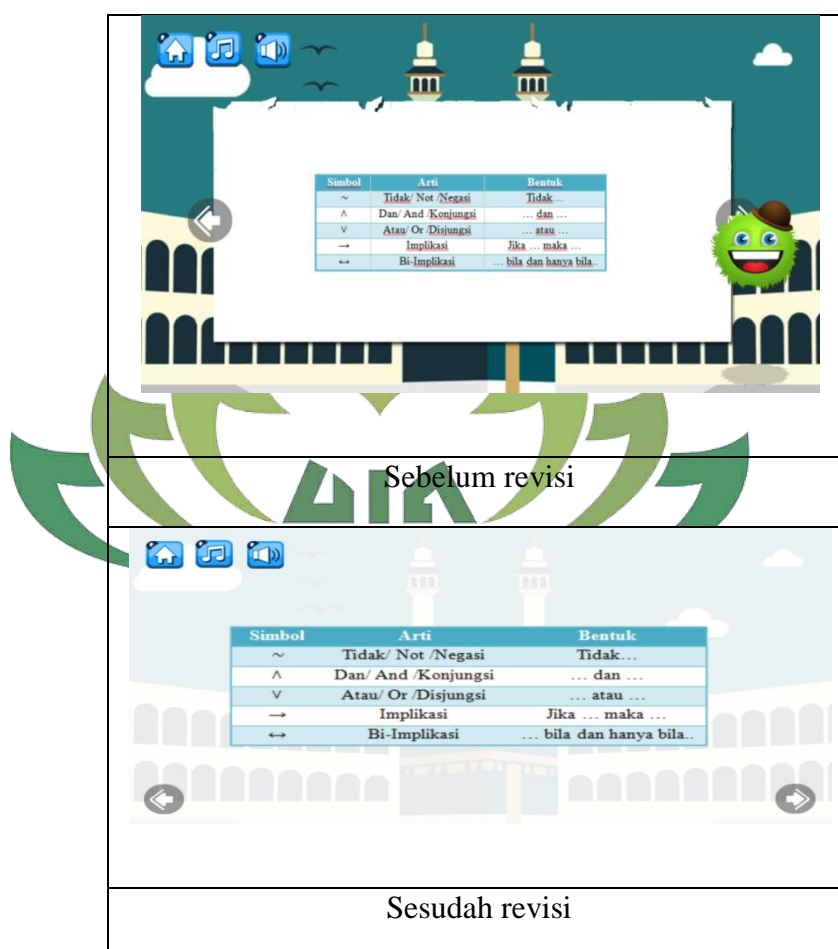 Simbol Arti Bentuk
~ Tidak/ Not /Negasi Tidak…
∧ Dan/ And /Konjungsi … dan …
∨ Atau/ Or /Disjungsi … atau …
→ Implikasi Jika … maka …
↔ Bi-Implikasi … bila dan hanya bila..
Sebelum revisi
Simbol Arti Bentuk
~ Tidak/ Not /Negasi Tidak…
∧ Dan/ And /Konjungsi … dan …
∨ Atau/ Or /Disjungsi … atau …
→ Implikasi Jika … maka …
↔ Bi-Implikasi … bila dan hanya bila..
Sesudah revisi